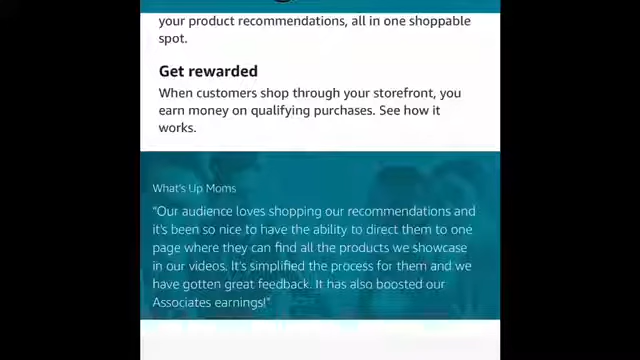 your product recommendations, all in one shoppable
spot.
Get rewarded
When customers shop through your storefront, you
earn money on qualifying purchases. See how it
works.
What's Up Moms
“Our audience loves shopping our recommendations and
it's been so nice to have the ability to direct them to one
page where they can find all the products we showcase
in our videos. It's simplified the process for them and we
have gotten great feedback. It has also boosted our
Associates earnings!”